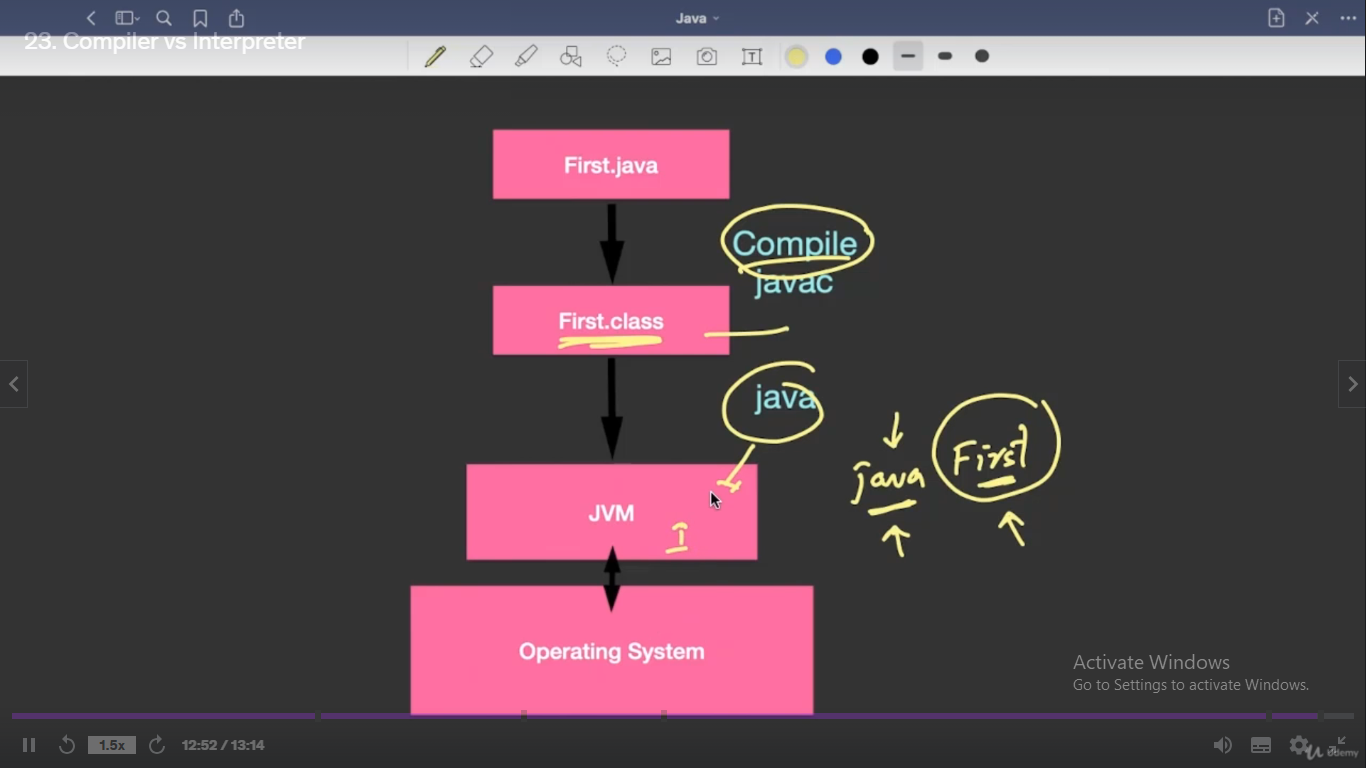 Java
23. Compiler vs Interpreter
T
First.java
Compile
javac
First.class
java
java First
JVM
I
Operating System
Activate Windows
Go to Settings to activate Windows.
1.5x
12:52 / 13:14
Udemy